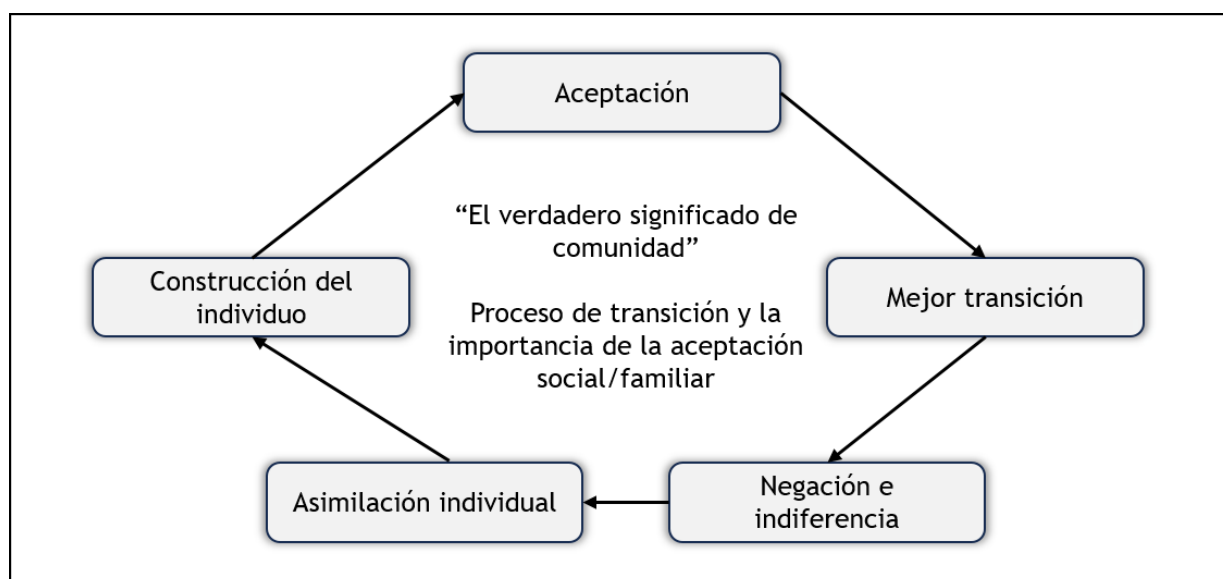 Aceptación
“El verdadero significado de
comunidad”
Construcción del
individuo
Mejor transición
Proceso de transición y la
importancia de la aceptación
social/familiar
Asimilación individual
Negación e
indiferencia